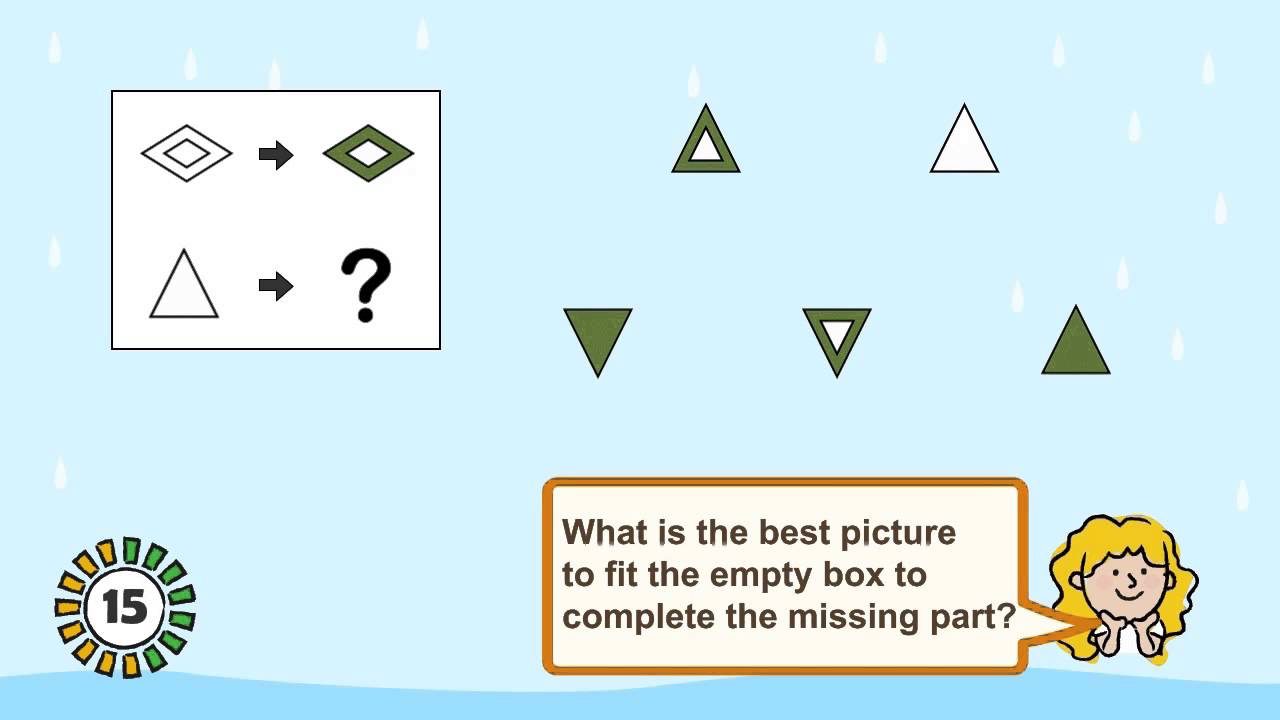 ?
What is the best picture
to fit the empty box to
complete the missing part?
15